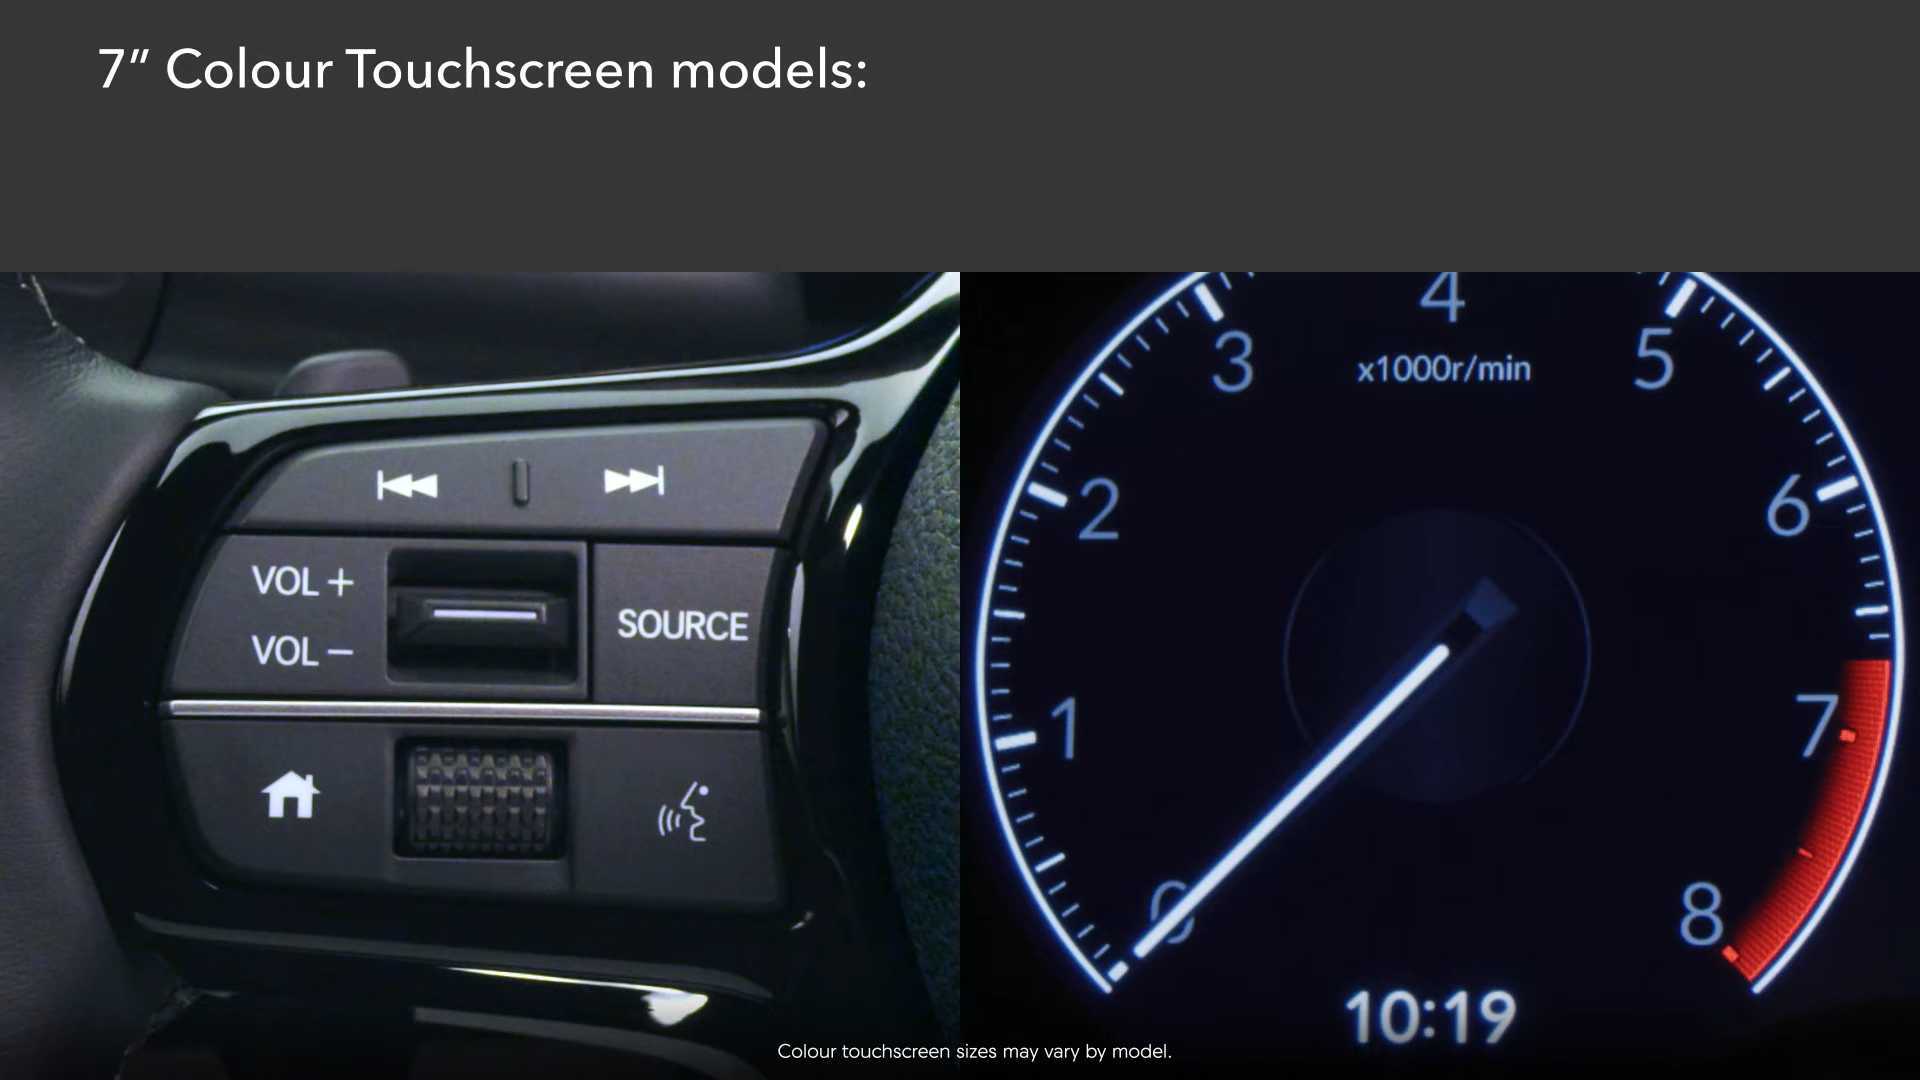 7” Colour Touchscreen models:
VOL +
VOL −
SOURCE
4
x1000r/min
3
5
2
6
1
7
0
8
10:19
Colour touchscreen sizes may vary by model.